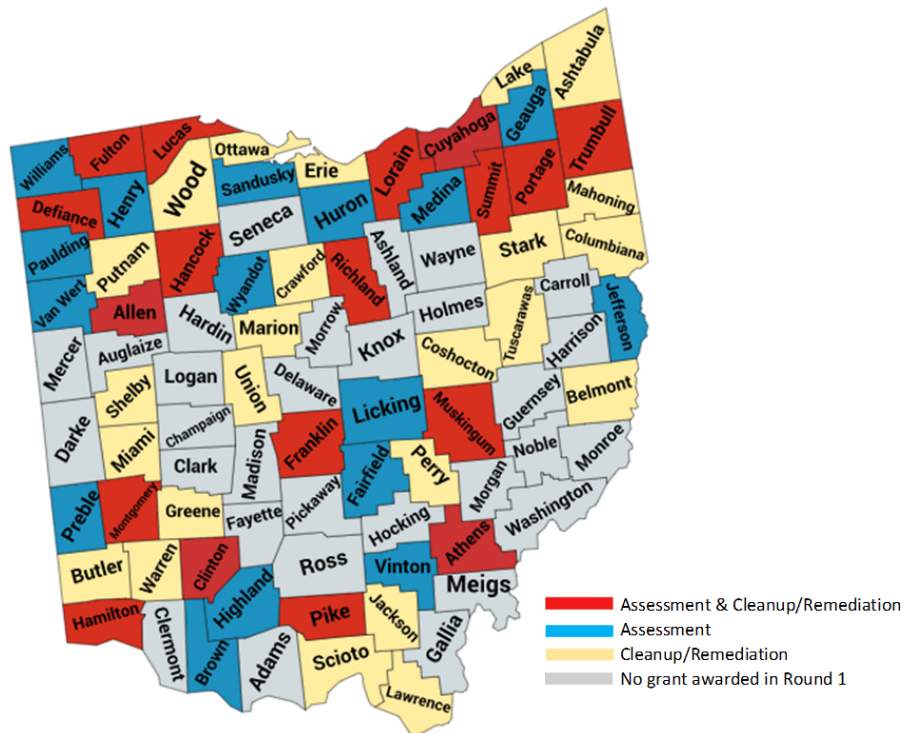 Ashtabula
Lake
Geauga
Cuyahoga
Trumbull
Lucas
Fulton
Williams
Ottawa
Wood
Sandusky
Erie
Lorain
Medina
Summit
Portage
Mahoning
Defiance
Henry
Seneca
Huron
Ashland
Wayne
Stark
Columbiana
Paulding
Putnam
Hancock
Wyandot
Crawford
Richland
Van Wert
Allen
Hardin
Marion
Morrow
Knox
Holmes
Tuscarawas
Carroll
Harrison
Jefferson
Mercer
Auglaize
Logan
Union
Delaware
Coshocton
Guernsey
Belmont
Shelby
Champaign
Licking
Muskingum
Darke
Miami
Clark
Madison
Franklin
Fairfield
Perry
Morgan
Noble
Monroe
Preble
Montgomery
Greene
Fayette
Pickaway
Hocking
Athens
Washington
Butler
Warren
Clinton
Ross
Vinton
Meigs
Hamilton
Clermont
Highland
Brown
Adams
Pike
Scioto
Jackson
Gallia
Lawrence
Assessment & Cleanup/Remediation
Assessment
Cleanup/Remediation
No grant awarded in Round 1